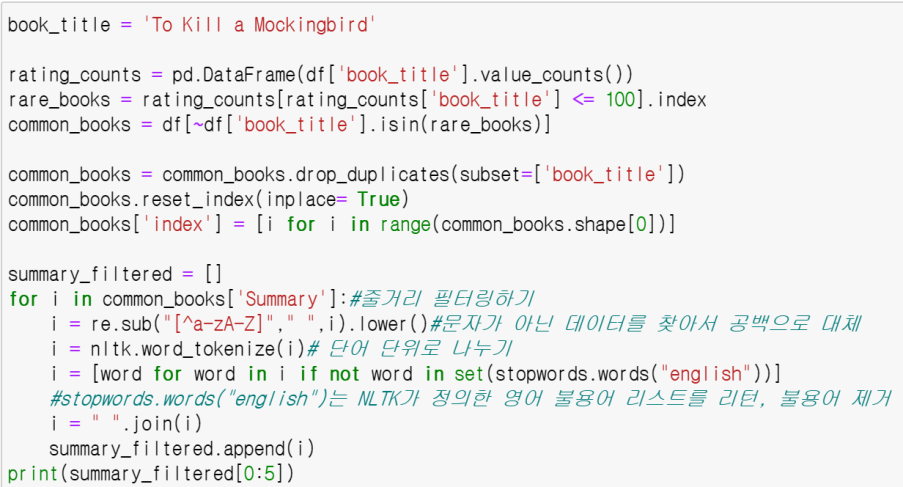 book_title = 'To Kill a Mockingbird'
rating_counts = pd.DataFrame(df['book_title'].value_counts())
rare_books = rating_counts[rating_counts['book_title'] <= 100].index
common_books = df[~df['book_title'].isin(rare_books)]
common_books = common_books.drop_duplicates(subset=['book_title'])
common_books.reset_index(inplace= True)
common_books['index'] = [i for i in range(common_books.shape[0])]
summary_filtered = []
for i in common_books['Summary']:#줄거리 필터링하기
    i = re.sub("[^a-zA-Z]"," ",i).lower()#문자가 아닌 데이터를 찾아서 공백으로 대체
    i = nltk.word_tokenize(i)# 단어 단위로 나누기
    i = [word for word in i if not word in set(stopwords.words("english"))]
    #stopwords.words("english")는 NLTK가 정의한 영어 불용어 리스트를 리턴, 불용어 제거
    i = " ".join(i)
    summary_filtered.append(i)
print(summary_filtered[0:5])